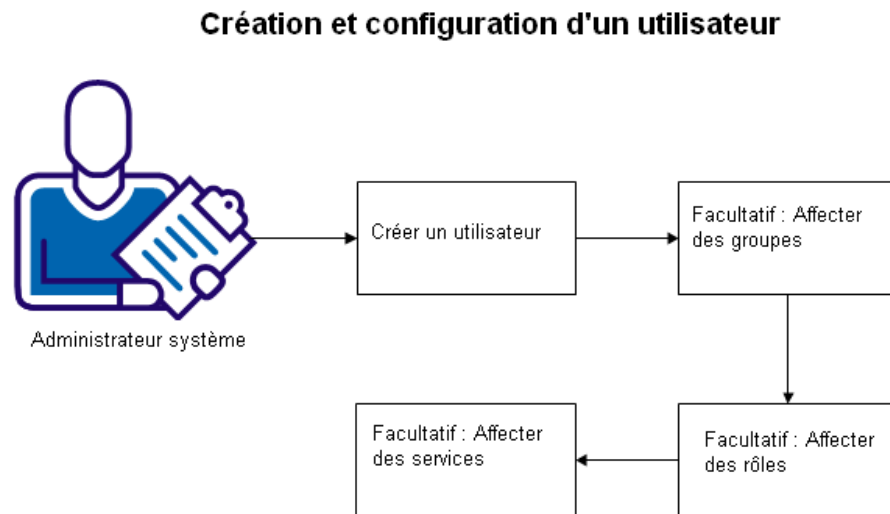 Création et configuration d'un utilisateur
Administrateur système
Créer un utilisateur
Facultatif : Affecter
des groupes
Facultatif : Affecter
des rôles
Facultatif : Affecter
des services